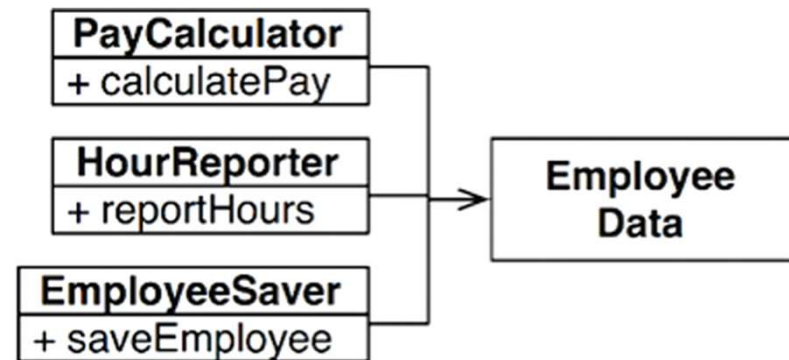 PayCalculator
+ calculatePay
HourReporter
+ reportHours
EmployeeSaver
+ saveEmployee
Employee
Data